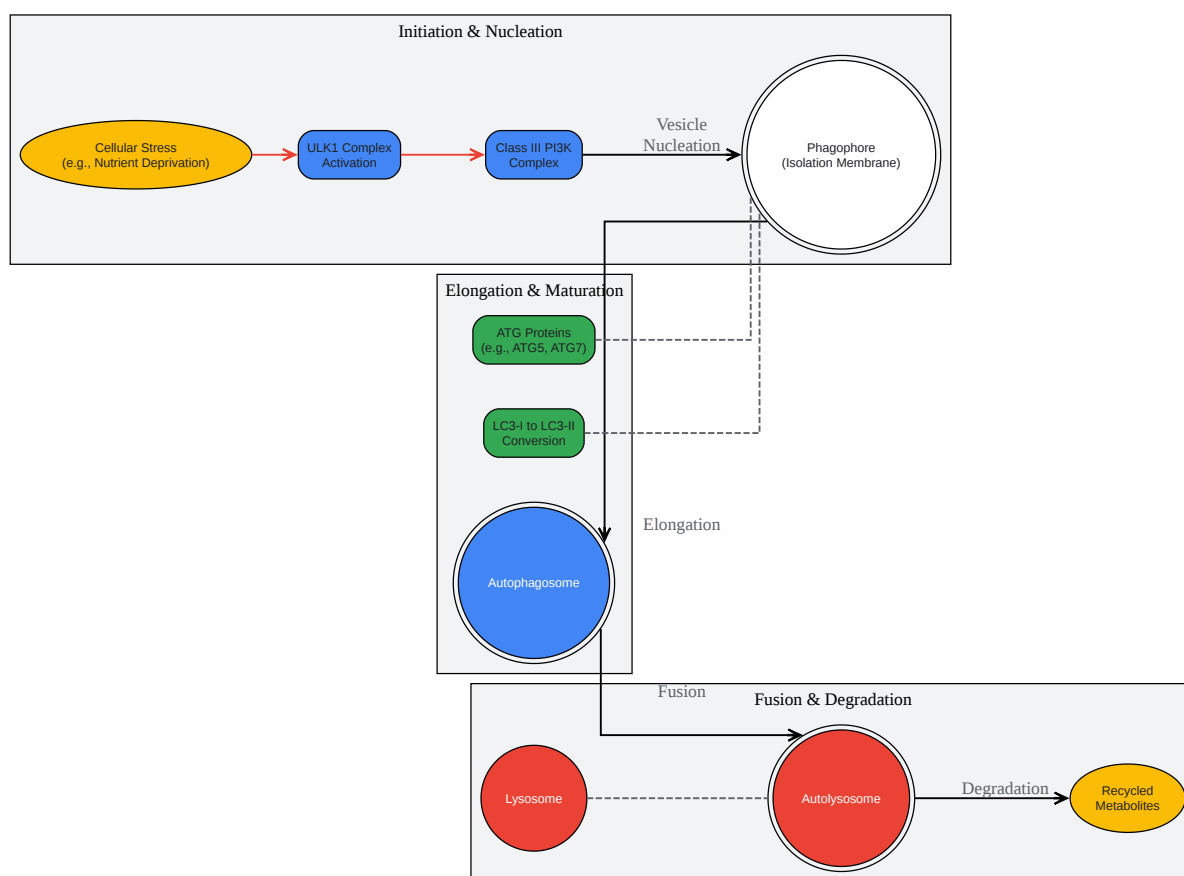 Initiation & Nucleation
Cellular Stress
(e.g., Nutrient Deprivation)
ULK1 Complex
Activation
Class III PI3K
Complex
Vesicle
Nucleation
Phagophore
(Isolation Membrane)
Elongation & Maturation
ATG Proteins
(e.g., ATG5, ATG7)
LC3-I to LC3-II
Conversion
Elongation
Autophagosome
Fusion
Fusion & Degradation
Lysosome
Autolysosome
Degradation
Recycled
Metabolites